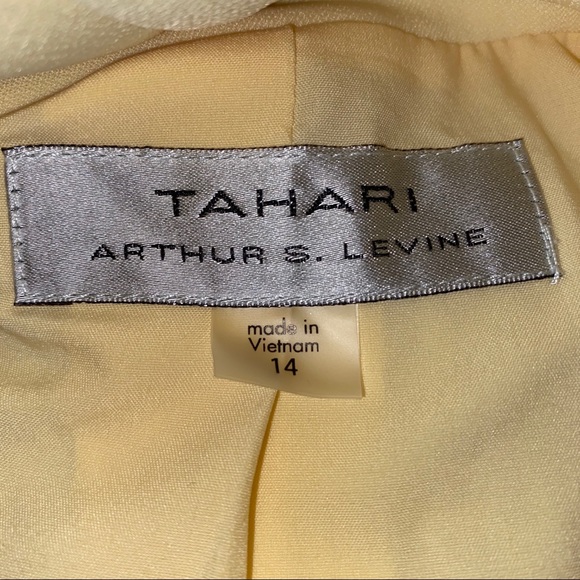 TAHARI
ARTHUR S. LEVINE
made in
Vietnam
14